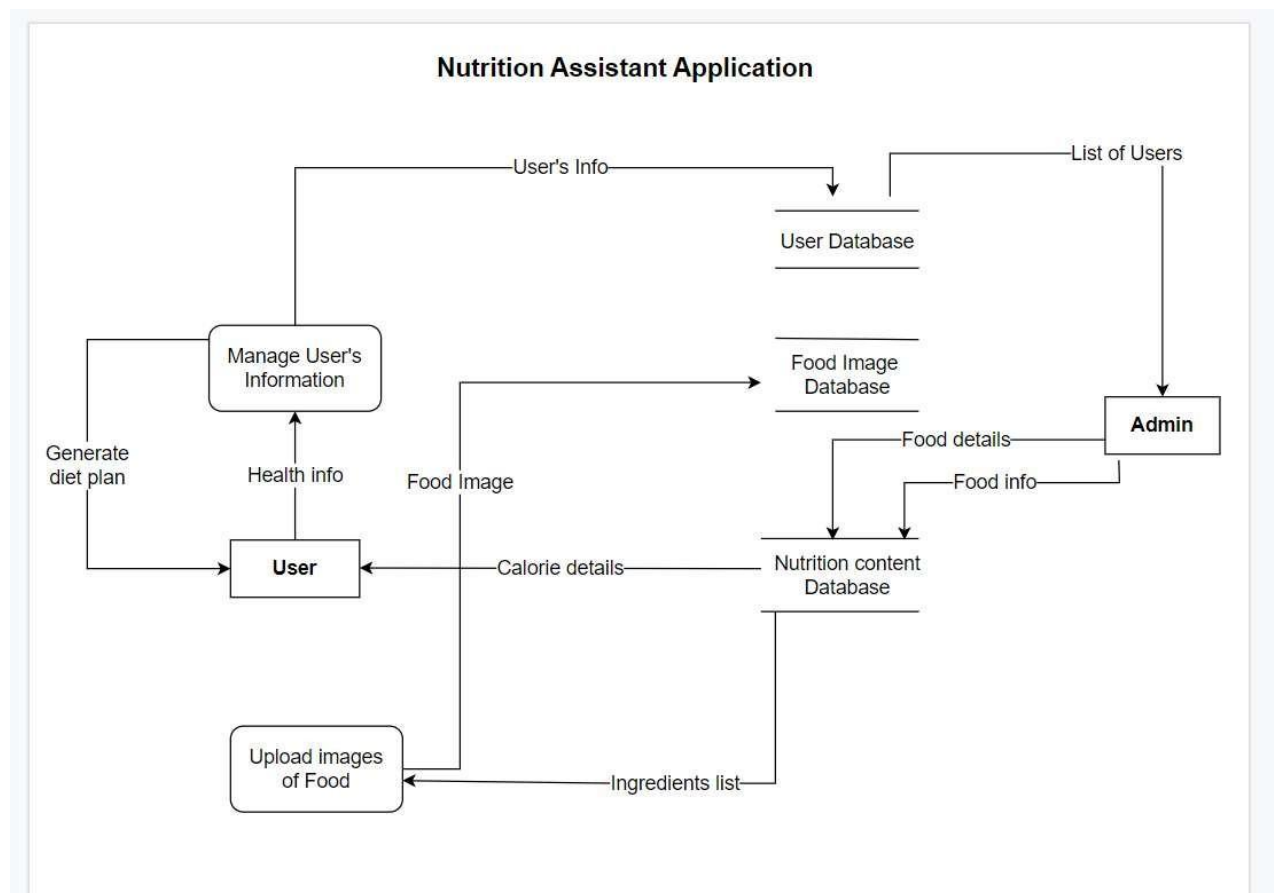 Nutrition Assistant Application
User's Info
List of Users
User Database
Manage User's
Information
Food Image
Database
Admin
Food details
Generate
diet plan
Health info
Food Image
Food info
User
Calorie details
Nutrition content
Database
Upload images
of Food
Ingredients list